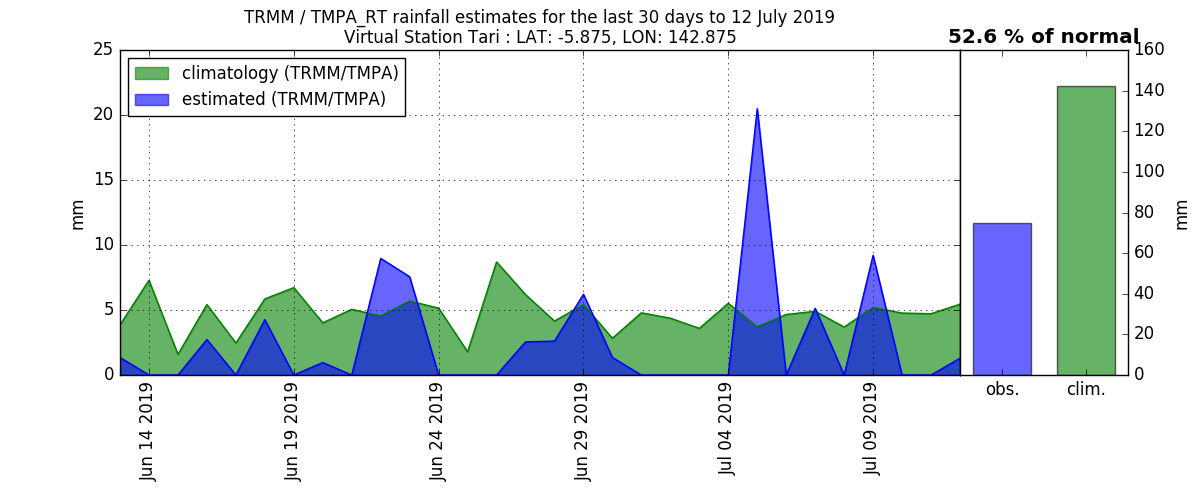 TRMM / TMPA_RT rainfall estimates for the last 30 days to 12 July 2019
Virtual Station Tari : LAT: -5.875, LON: 142.875
52.6 % of normal
climatology (TRMM/TMPA)
estimated (TRMM/TMPA)
25
20
15
10
5
0
mm
Jun 14 2019
Jun 19 2019
Jun 24 2019
Jun 29 2019
Jul 04 2019
Jul 09 2019
160
140
120
100
80
60
40
20
0
mm
obs.
clim.